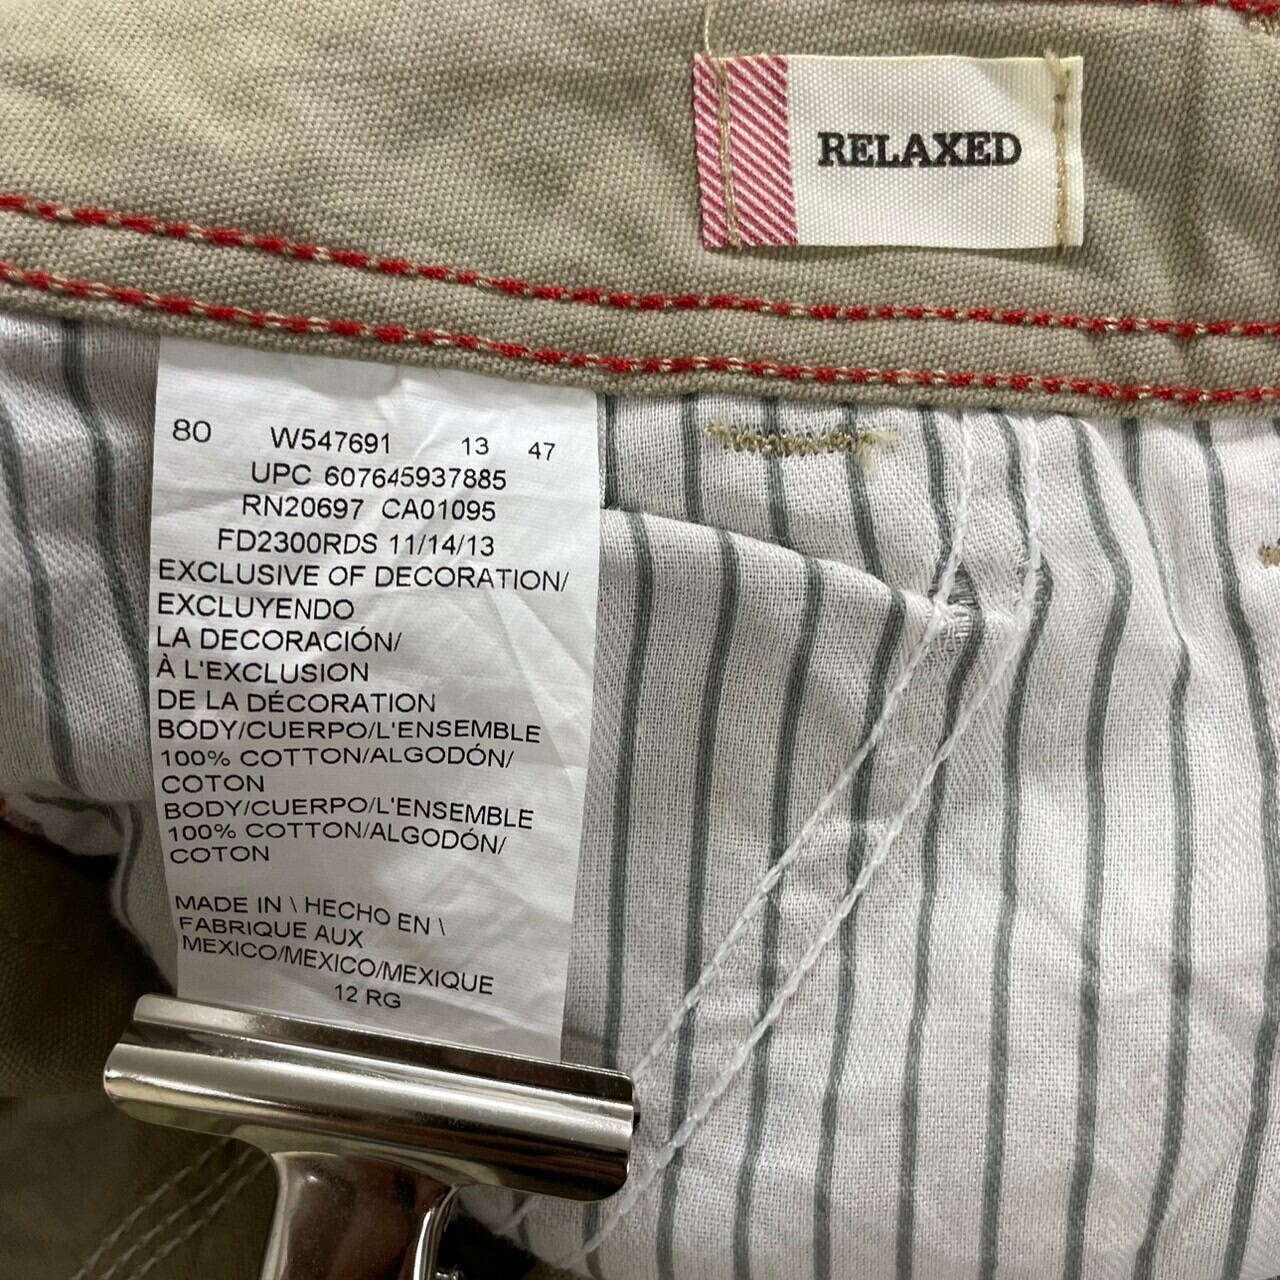 RELAXED
80 W547691 13 47
UPC 607645937885
RN20697 CA01095
FD2300RDS 11/14/13
EXCLUSIVE OF DECORATION/
EXCLUYENDO
LA DECORACIÓN/
À L'EXCLUSION
DE LA DÉCORATION
BODY/CUERPO/L'ENSEMBLE
100% COTTON/ALGODÓN/
COTON
BODY/CUERPO/L'ENSEMBLE
100% COTTON/ALGODÓN/
COTON
MADE IN \ HECHO EN \
FABRIQUE AUX
MEXICO/MEXICO/MEXIQUE
12 RG